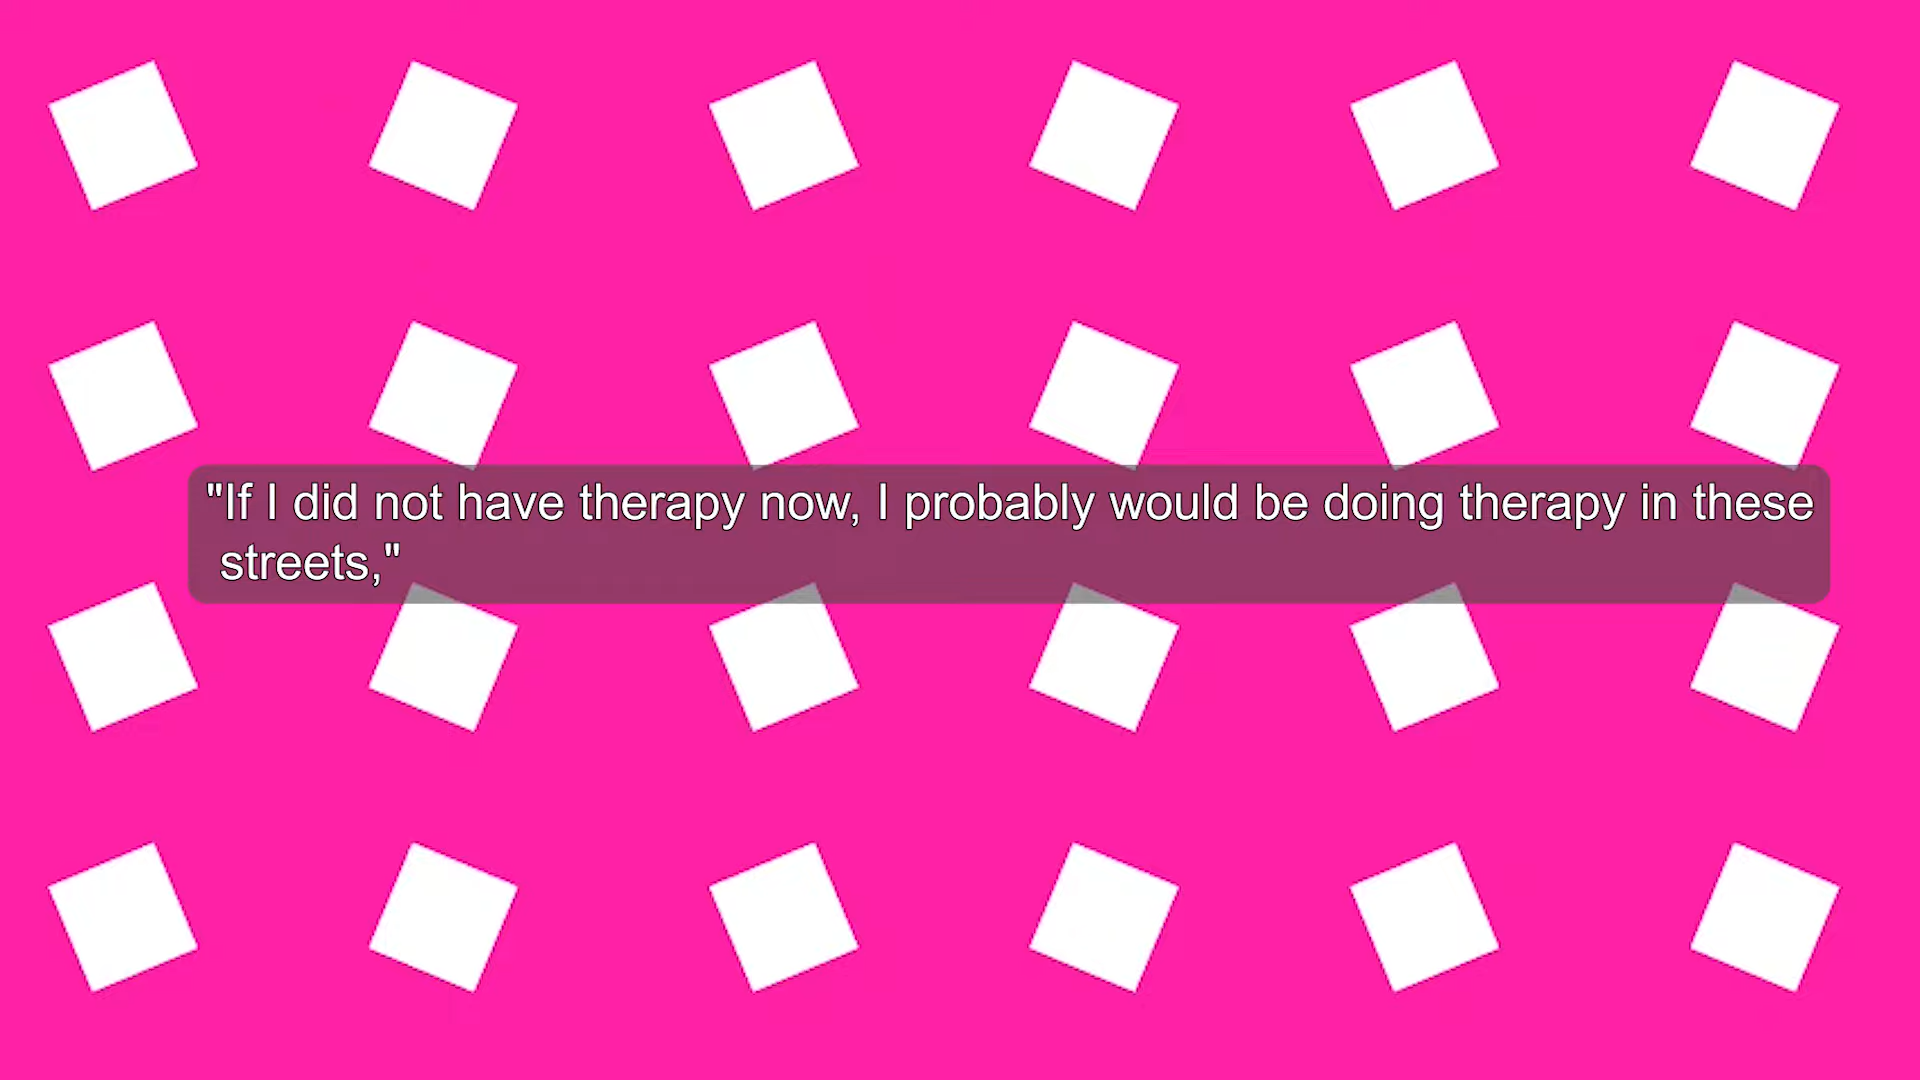 "If I did not have therapy now, I probably would be doing therapy in these
streets,"